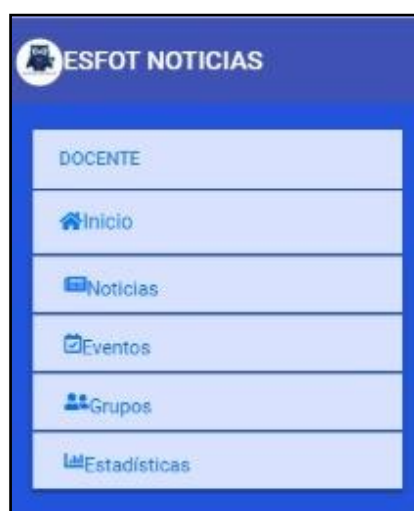 ESFOT NOTICIAS
DOCENTE
Inicio
Noticias
Eventos
Grupos
Estadísticas